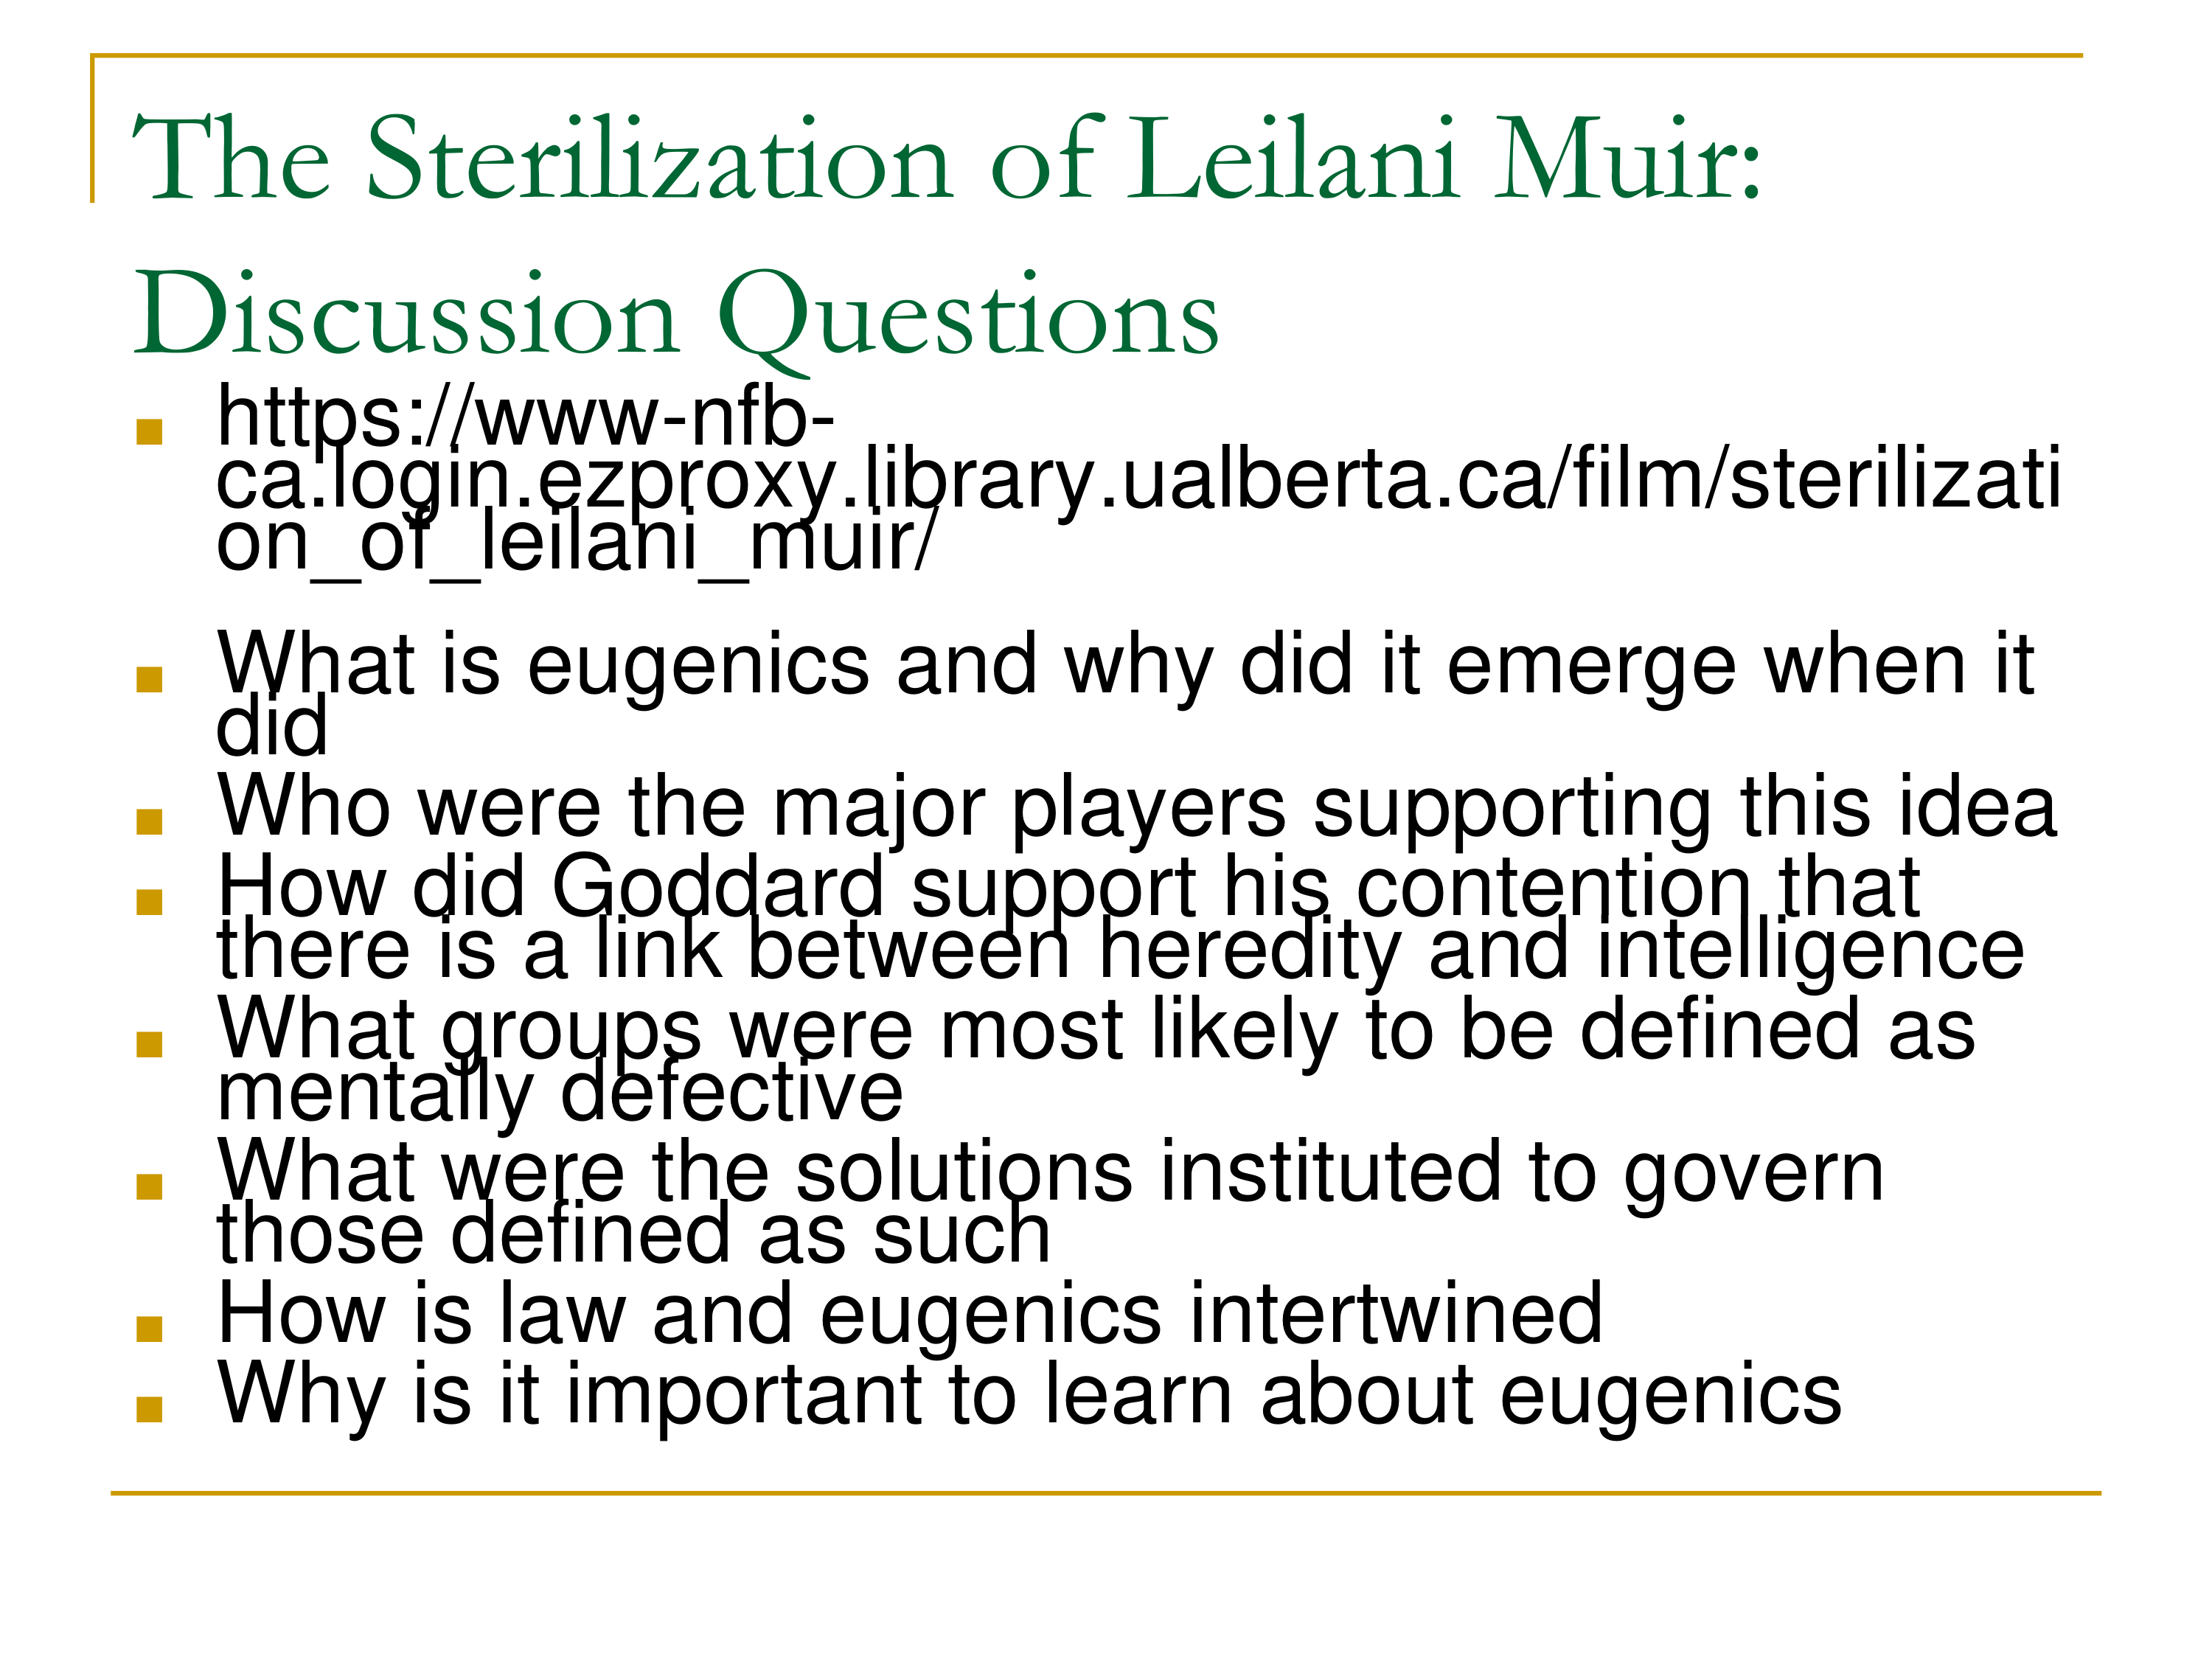 The Sterilization of Leilani Muir:
Discussion Questions
https://www-nfb-
ca.login.ezproxy.library.ualberta.ca/film/sterilizati
on_of_leilani_muir/
What is eugenics and why did it emerge when it
did
Who were the major players supporting this idea
How did Goddard support his contention that
there is a link between heredity and intelligence
What groups were most likely to be defined as
mentally defective
What were the solutions instituted to govern
those defined as such
How is law and eugenics intertwined
Why is it important to learn about eugenics